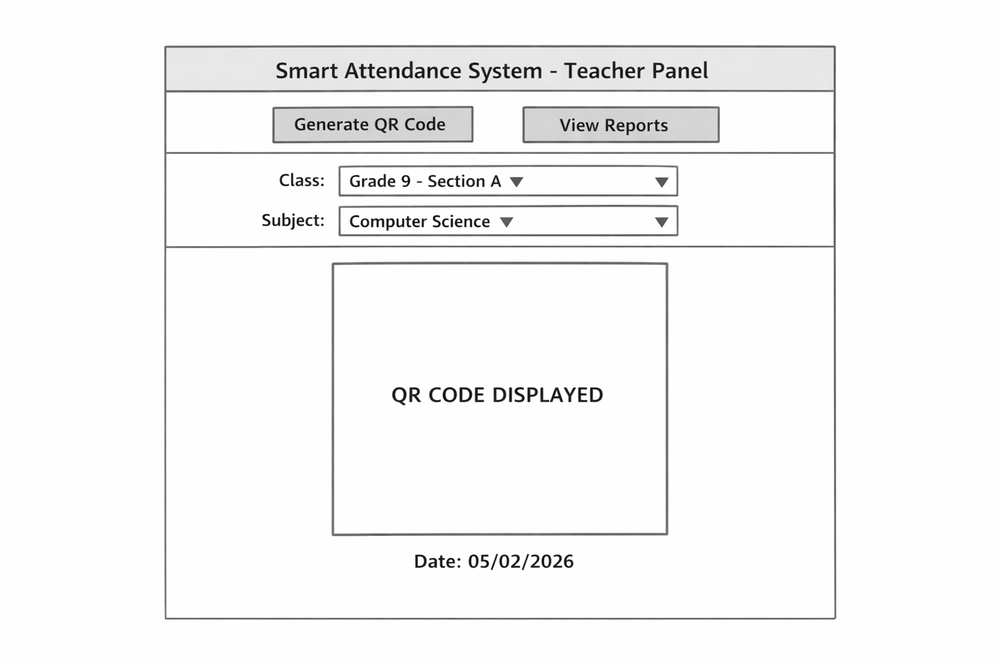 Smart Attendance System - Teacher Panel
Generate QR Code
View Reports
Class: Grade 9 - Section A
Subject: Computer Science
QR CODE DISPLAYED
Date: 05/02/2026